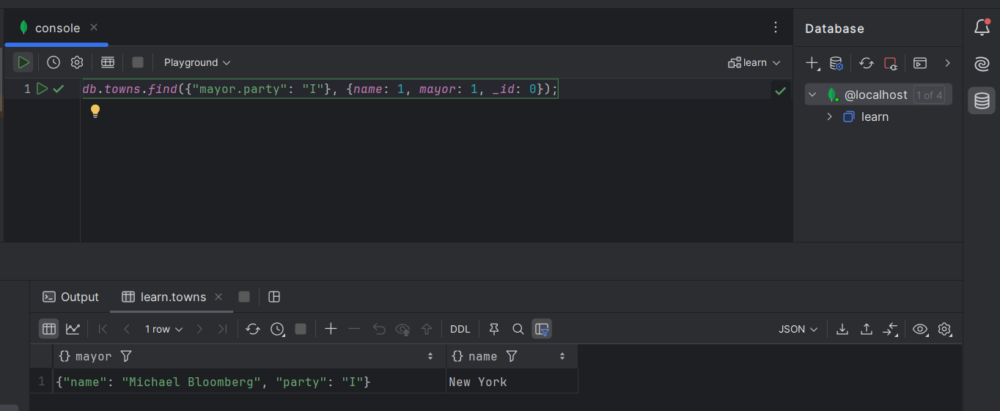 console
Database
Playground
learn
1
db.towns.find({"mayor.party": "I"}, {name: 1, mayor: 1, _id: 0});
@localhost 1 of 4
learn
Output
learn.towns
1 row
DDL
JSON
{} mayor
{} name
1 {"name": "Michael Bloomberg", "party": "I"} New York